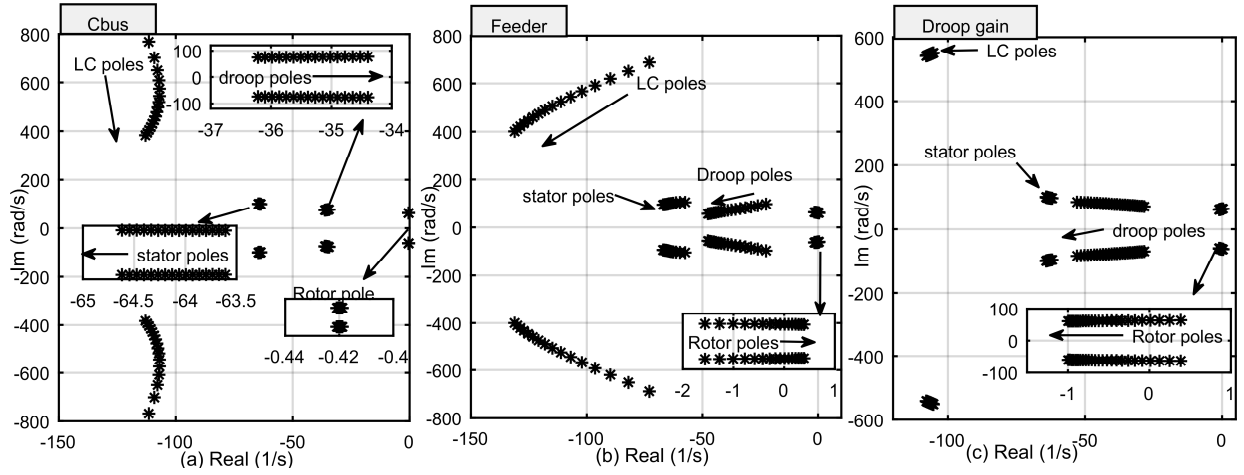 Cbus
Im (rad/s)
800
600
400
200
0
-200
-400
-600
-800
-150
-100
-50
0
(a) Real (1/s)
LC poles
100
0
-100
droop poles
-37
-36
-35
-34
stator poles
-65
-64.5
-64
-63.5
Rotor pole
-0.44
-0.42
-0.4
Feeder
Im (rad/s)
800
600
400
200
0
-200
-400
-600
-800
-150
-100
-50
0
(b) Real (1/s)
LC poles
stator poles
Droop poles
Rotor poles
-2
-1
0
1
Droop gain
Im (rad/s)
600
400
200
0
-200
-400
-600
-100
-50
0
(c) Real (1/s)
LC poles
stator poles
droop poles
100
0
-100
Rotor poles
-1
0
1